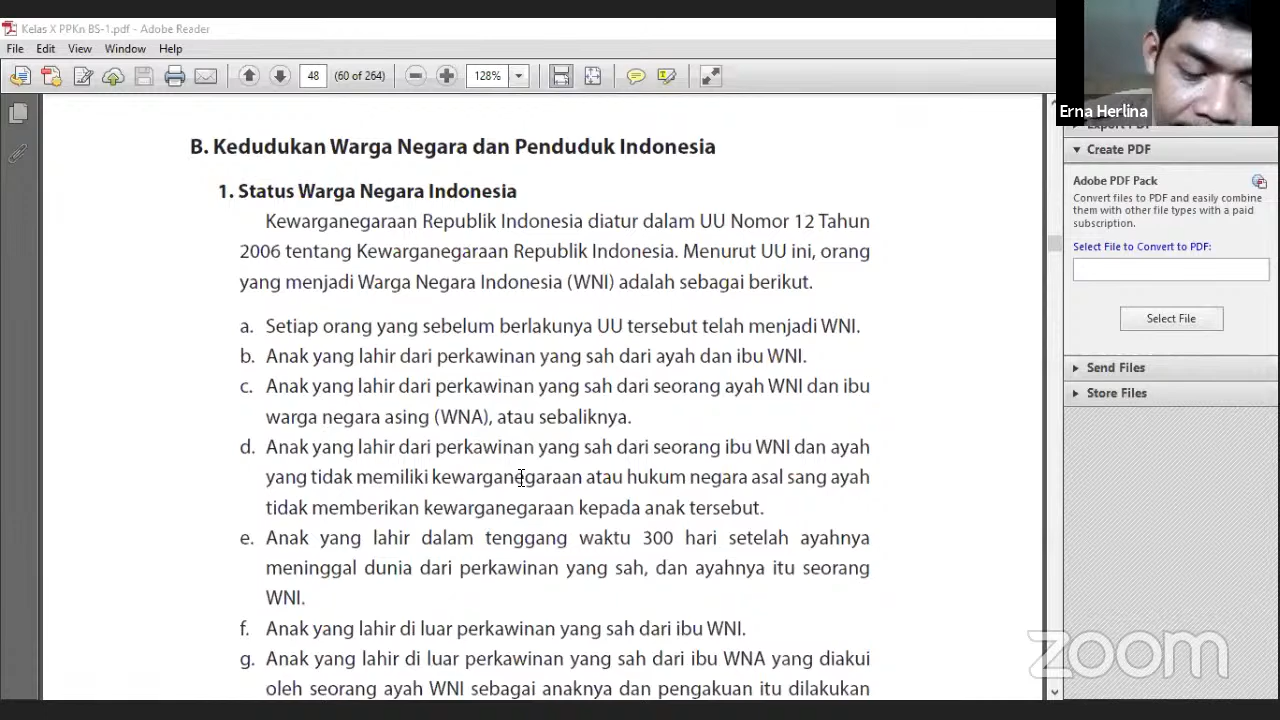 Kelas X PPKn BS-1.pdf - Adobe Reader
File Edit View Window Help
48 (60 of 264) 128%
Erna Herlina
Export PDF
Create PDF
Adobe PDF Pack
Convert files to PDF and easily combine
them with other file types with a paid
subscription.
Select File to Convert to PDF:
Select File
Send Files
Store Files
B. Kedudukan Warga Negara dan Penduduk Indonesia
1. Status Warga Negara Indonesia
Kewarganegaraan Republik Indonesia diatur dalam UU Nomor 12 Tahun
2006 tentang Kewarganegaraan Republik Indonesia. Menurut UU ini, orang
yang menjadi Warga Negara Indonesia (WNI) adalah sebagai berikut.
a. Setiap orang yang sebelum berlakunya UU tersebut telah menjadi WNI.
b. Anak yang lahir dari perkawinan yang sah dari ayah dan ibu WNI.
c. Anak yang lahir dari perkawinan yang sah dari seorang ayah WNI dan ibu
warga negara asing (WNA), atau sebaliknya.
d. Anak yang lahir dari perkawinan yang sah dari seorang ibu WNI dan ayah
yang tidak memiliki kewarganegaraan atau hukum negara asal sang ayah
tidak memberikan kewarganegaraan kepada anak tersebut.
e. Anak yang lahir dalam tenggang waktu 300 hari setelah ayahnya
meninggal dunia dari perkawinan yang sah, dan ayahnya itu seorang
WNI.
f. Anak yang lahir di luar perkawinan yang sah dari ibu WNI.
g. Anak yang lahir di luar perkawinan yang sah dari ibu WNA yang diakui
oleh seorang ayah WNI sebagai anaknya dan pengakuan itu dilakukan
zoom